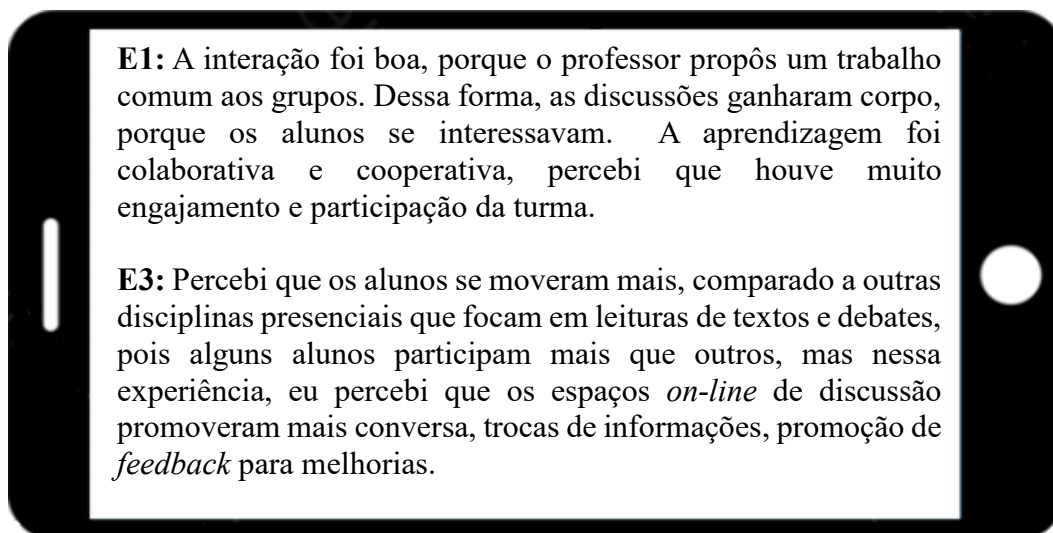 E1: A interação foi boa, porque o professor propôs um trabalho
comum aos grupos. Dessa forma, as discussões ganharam corpo,
porque os alunos se interessavam. A aprendizagem foi
colaborativa e cooperativa, percebi que houve muito
engajamento e participação da turma.
E3: Percebi que os alunos se moveram mais, comparado a outras
disciplinas presenciais que focam em leituras de textos e debates,
pois alguns alunos participam mais que outros, mas nessa
experiência, eu percebi que os espaços on-line de discussão
promoveram mais conversa, trocas de informações, promoção de
feedback para melhorias.